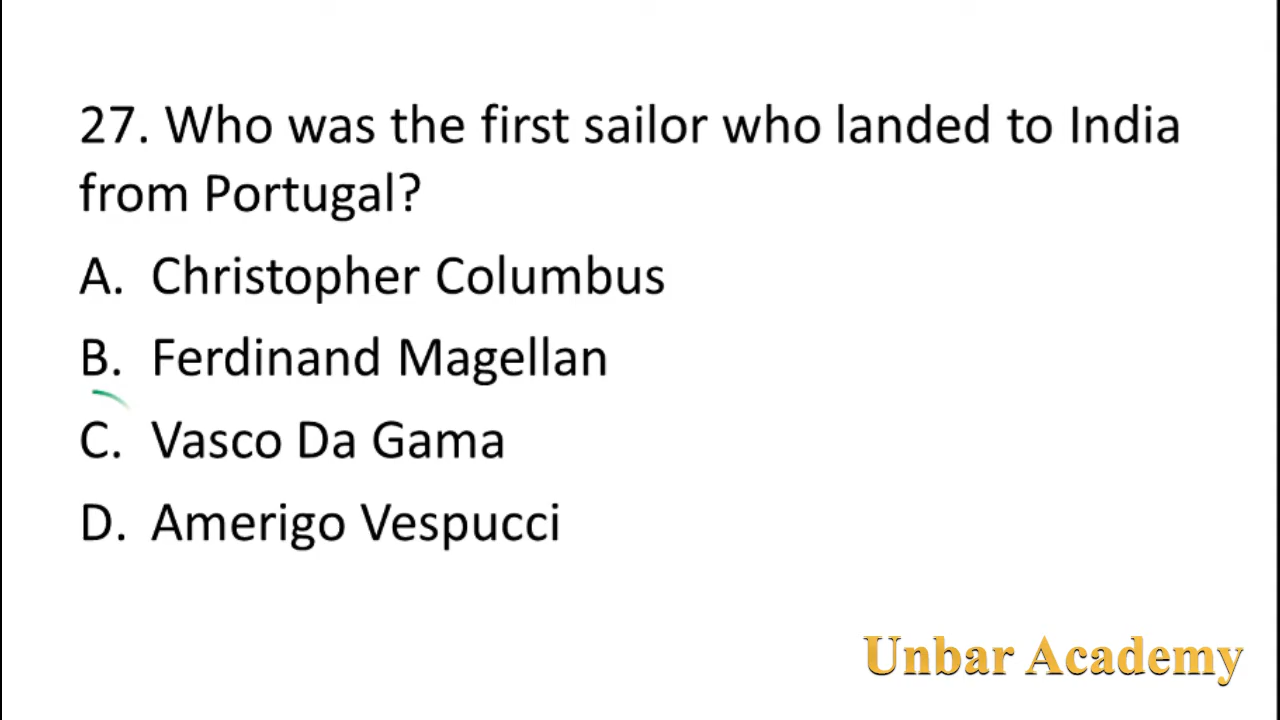 27. Who was the first sailor who landed to India
from Portugal?
A. Christopher Columbus
B. Ferdinand Magellan
C. Vasco Da Gama
D. Amerigo Vespucci
Unbar Academy